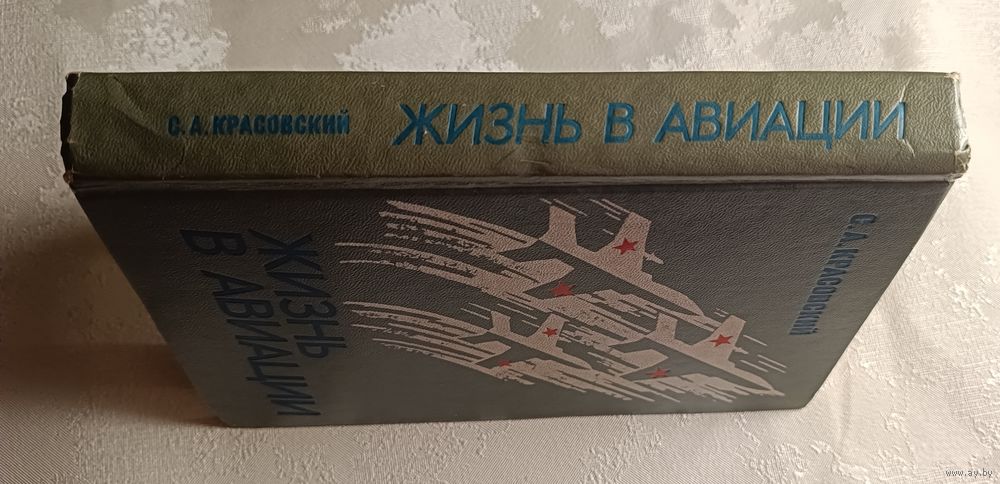 С. А. КРАСОВСКИЙ ЖИЗНЬ В АВИАЦИИ
С.А. КРАСОВСКИЙ
ЖИЗНЬ
В АВИАЦИИ
www.ay.by